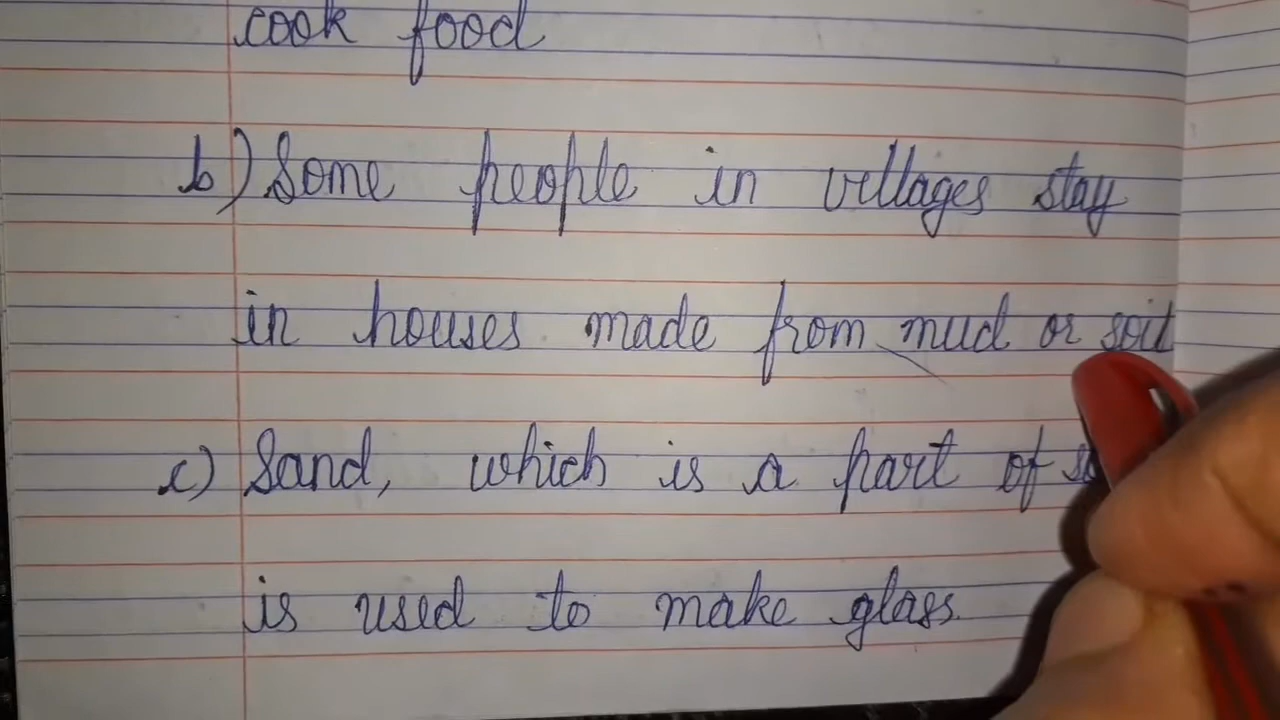 cook food
b) Some people in villages stay
in houses made from mud or soil
c) Sand, which is a part of
is used to make glass.